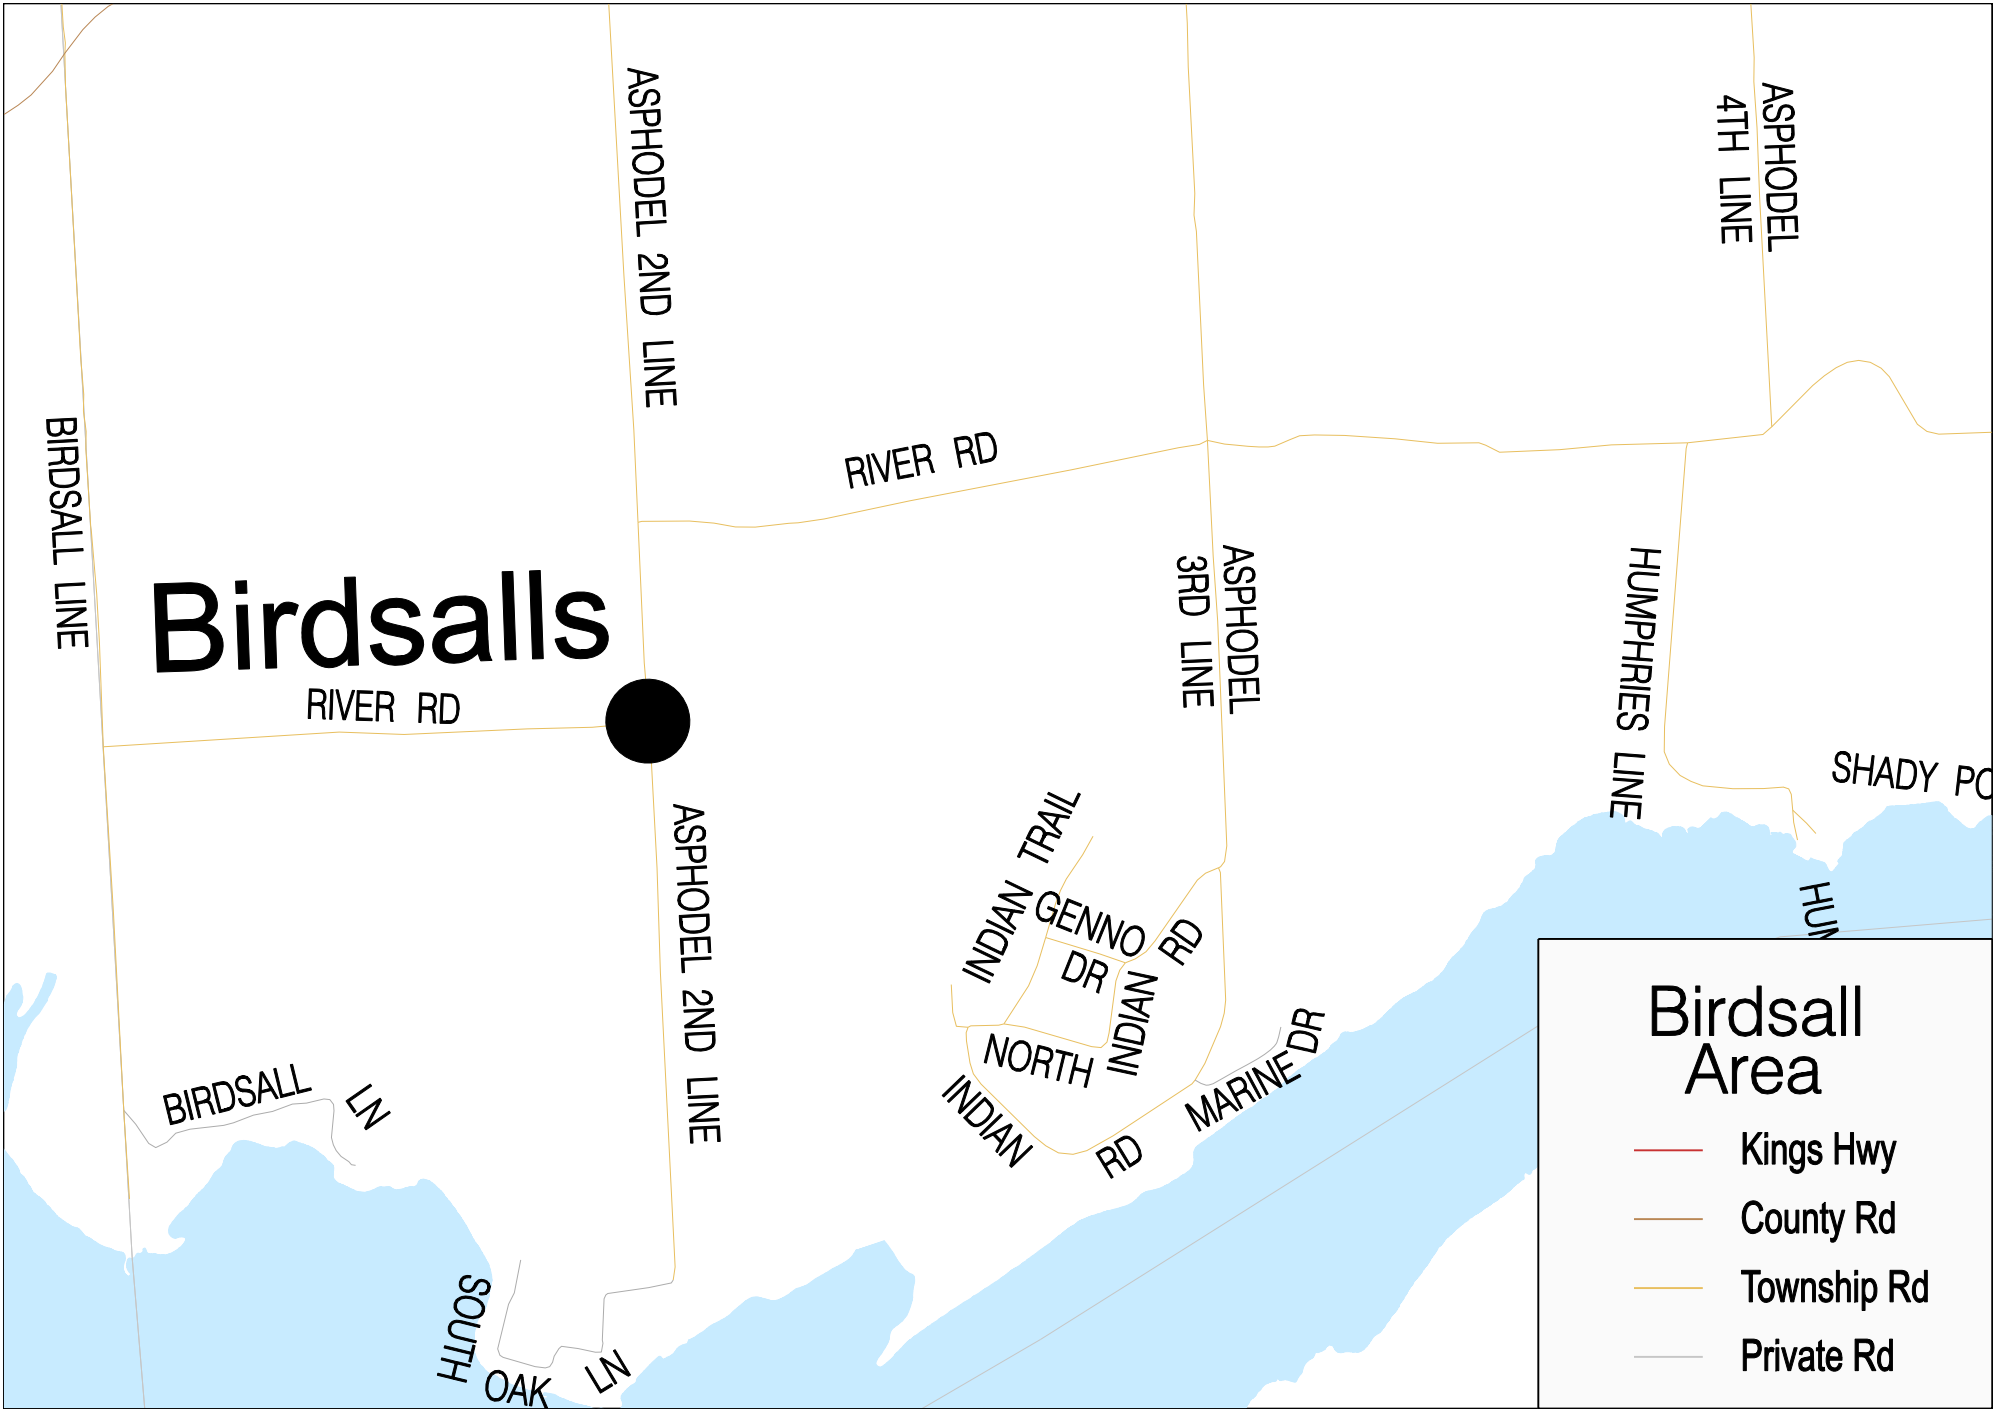 ASPHODEL 2ND LINE
ASPHODEL
4TH LINE
BIRDSALL LINE
RIVER RD
Birdsalls
RIVER RD
ASPHODEL
3RD LINE
HUMPHRIES LINE
SHADY PO
ASPHODEL 2ND LINE
INDIAN TRAIL
GENNO
DR
INDIAN RD
NORTH
HUM
BIRDSALL LN
INDIAN RD
MARINE DR
SOUTH OAK LN
Birdsall
Area
Kings Hwy
County Rd
Township Rd
Private Rd